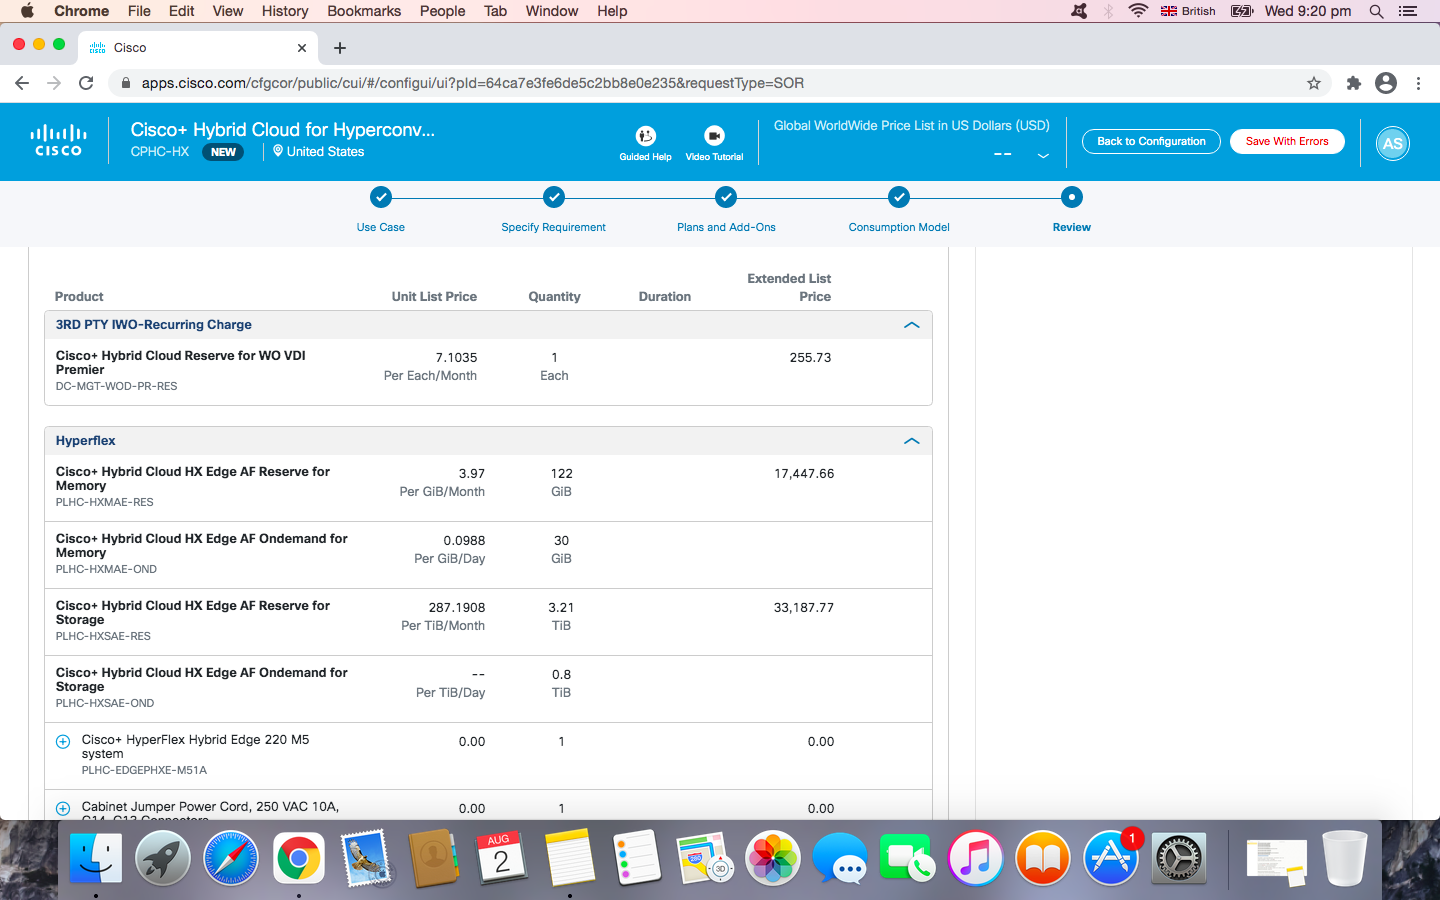 Chrome File Edit View History Bookmarks People Tab Window Help British Wed 9:20 pm
Cisco
apps.cisco.com/cfgcor/public/cui/#/configui/ui?pId=64ca7e3fe6de5c2bb8e0e235&requestType=SOR
CISCO
Cisco+ Hybrid Cloud for Hyperconv...
CPHC-HX NEW United States
Guided Help Video Tutorial
Global WorldWide Price List in US Dollars (USD)
--
Back to Configuration Save With Errors AS
Use Case Specify Requirement Plans and Add-Ons Consumption Model Review
Product Unit List Price Quantity Duration Extended List Price
3RD PTY IWO-Recurring Charge
Cisco+ Hybrid Cloud Reserve for WO VDI 7.1035 1 255.73
Premier Per Each/Month Each
DC-MGT-WOD-PR-RES
Hyperflex
Cisco+ Hybrid Cloud HX Edge AF Reserve for 3.97 122 17,447.66
Memory Per GiB/Month GiB
PLHC-HXMAE-RES
Cisco+ Hybrid Cloud HX Edge AF Ondemand for 0.0988 30
Memory Per GiB/Day GiB
PLHC-HXMAE-OND
Cisco+ Hybrid Cloud HX Edge AF Reserve for 287.1908 3.21 33,187.77
Storage Per TiB/Month TiB
PLHC-HXSAE-RES
Cisco+ Hybrid Cloud HX Edge AF Ondemand for -- 0.8
Storage Per TiB/Day TiB
PLHC-HXSAE-OND
Cisco+ HyperFlex Hybrid Edge 220 M5 0.00 1 0.00
system
PLHC-EDGEPHXE-M51A
Cabinet Jumper Power Cord, 250 VAC 10A, 0.00 1 0.00
C14-C13 Connectors
AUG
2
280
3D
1